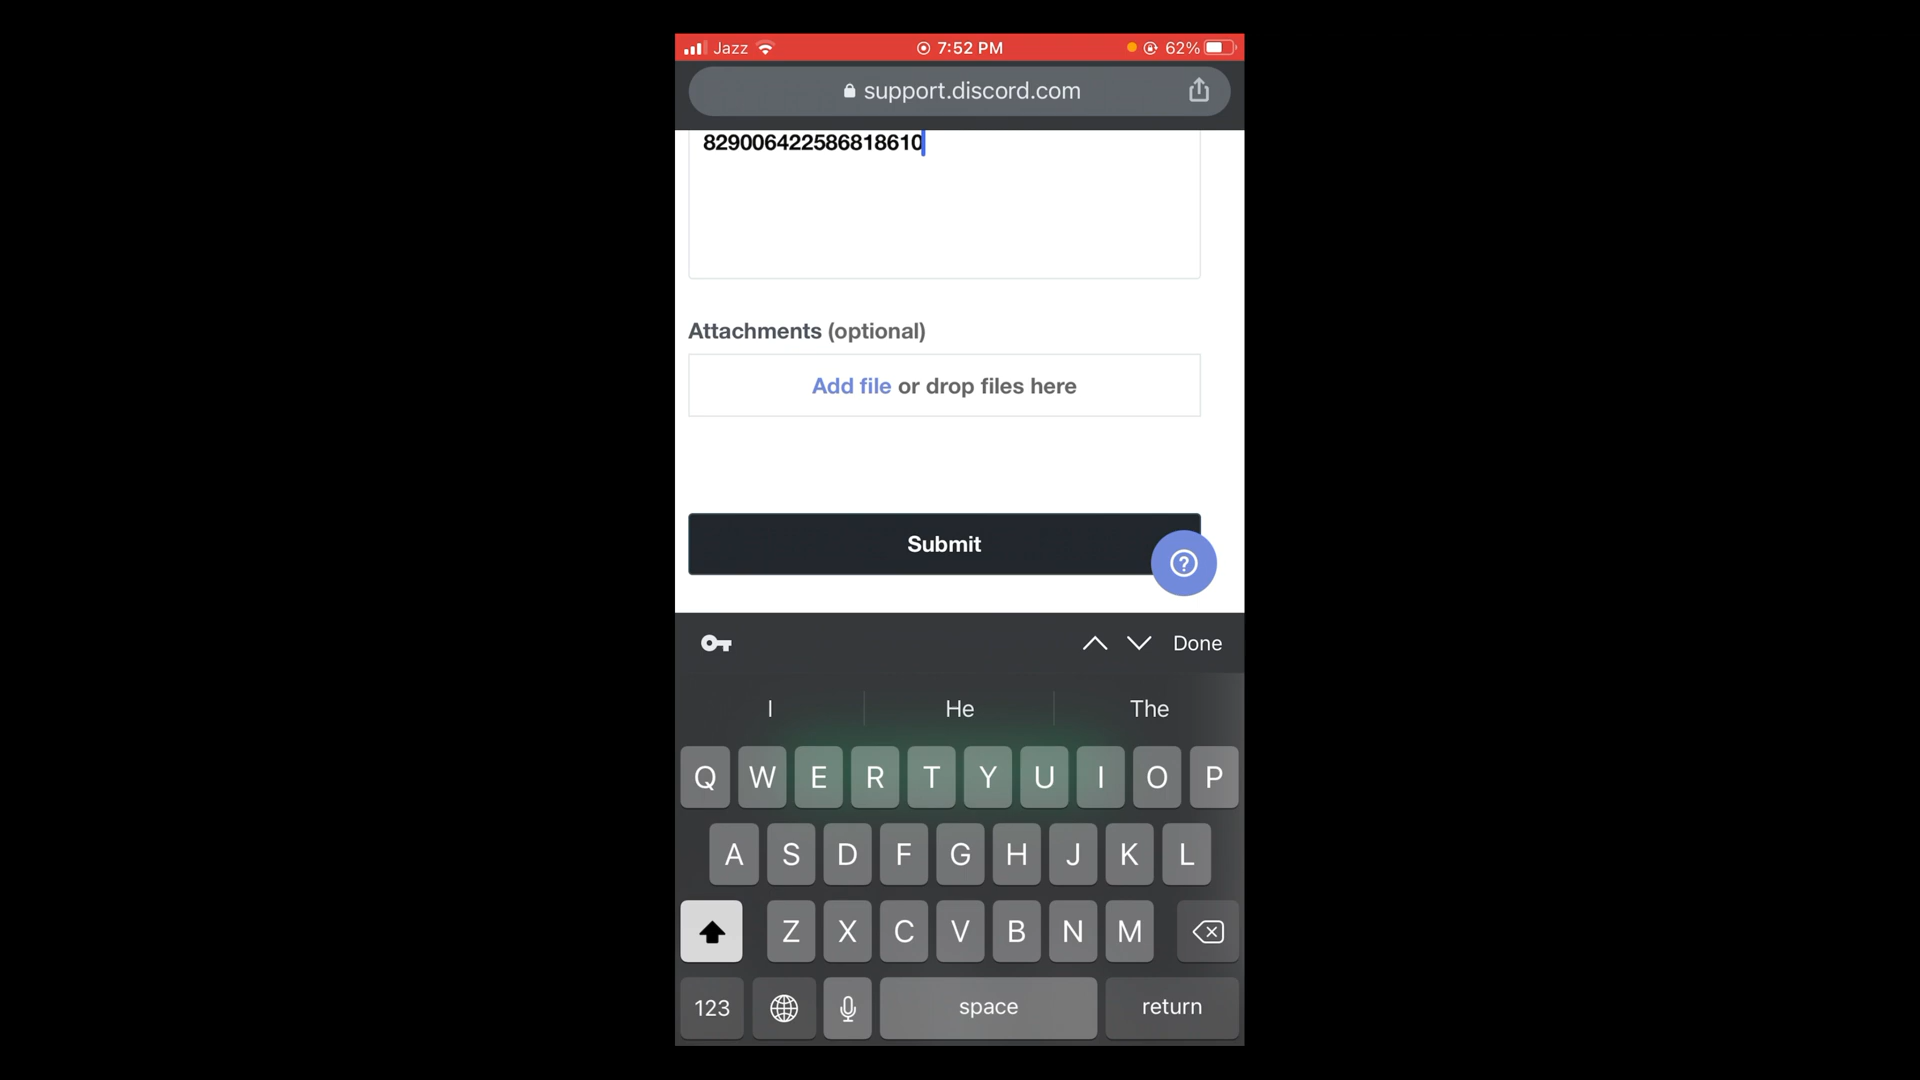 Jazz 7:52 PM 62%
support.discord.com
829006422586818610
Attachments (optional)
Add file or drop files here
Submit
?
Done
I He The
Q W E R T Y U I O P
A S D F G H J K L
Z X C V B N M
123 space return